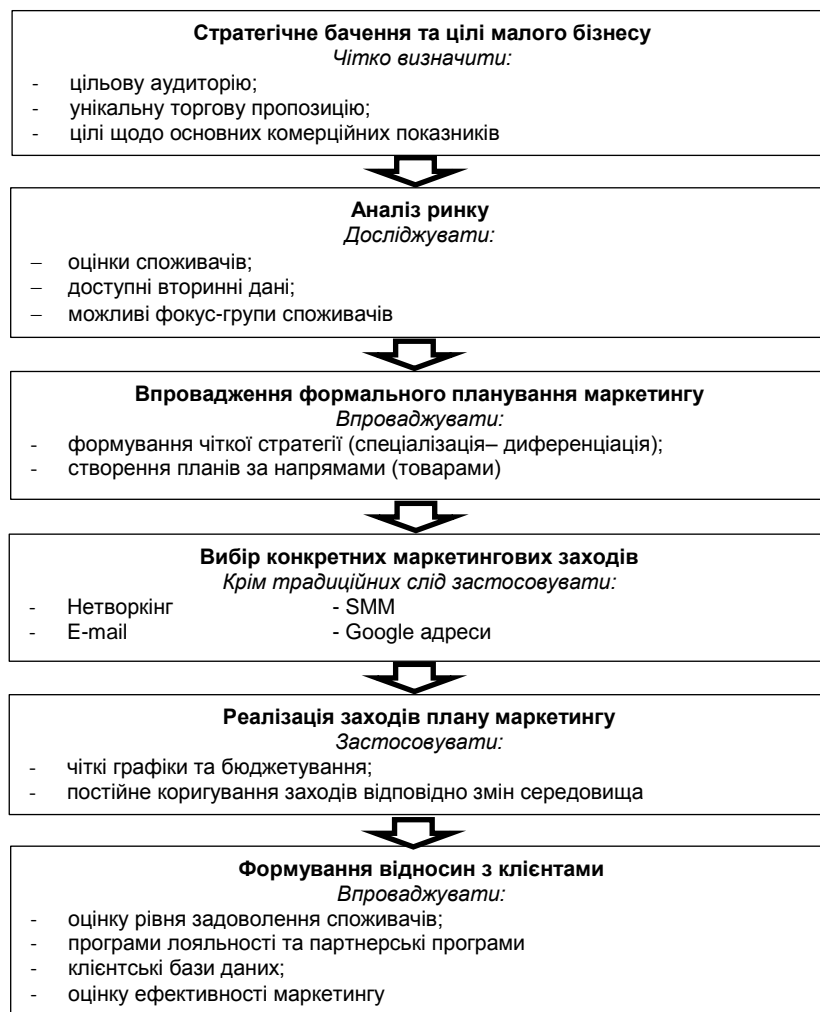 Стратегічне бачення та цілі малого бізнесу
Чітко визначити:
- цільову аудиторію;
- унікальну торгову пропозицію;
- цілі щодо основних комерційних показників
Аналіз ринку
Досліджувати:
– оцінки споживачів;
– доступні вторинні дані;
– можливі фокус-групи споживачів
Впровадження формального планування маркетингу
Впроваджувати:
- формування чіткої стратегії (спеціалізація– диференціація);
- створення планів за напрямами (товарами)
Вибір конкретних маркетингових заходів
Крім традиційних слід застосовувати:
- Нетворкінг - SMM
- E-mail - Google адреси
Реалізація заходів плану маркетингу
Застосовувати:
- чіткі графіки та бюджетування;
- постійне коригування заходів відповідно змін середовища
Формування відносин з клієнтами
Впроваджувати:
- оцінку рівня задоволення споживачів;
- програми лояльності та партнерські програми
- клієнтські бази даних;
- оцінку ефективності маркетингу